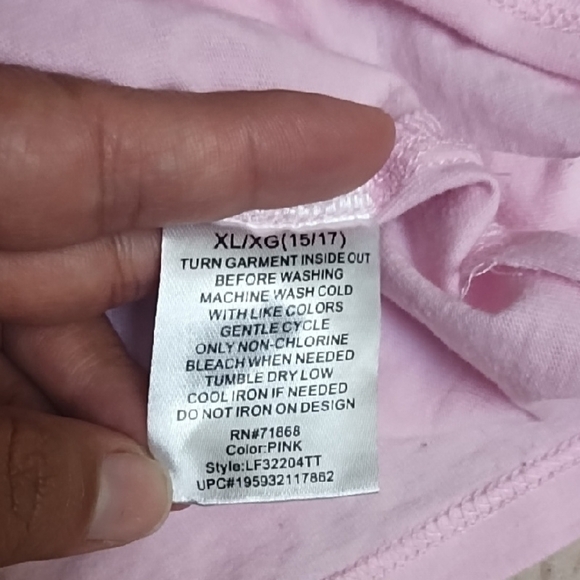 XL/XG(15/17)
TURN GARMENT INSIDE OUT
BEFORE WASHING
MACHINE WASH COLD
WITH LIKE COLORS
GENTLE CYCLE
ONLY NON-CHLORINE
BLEACH WHEN NEEDED
TUMBLE DRY LOW
COOL IRON IF NEEDED
DO NOT IRON ON DESIGN
RN#71868
Color:PINK
Style:LF32204TT
UPC#195932117862